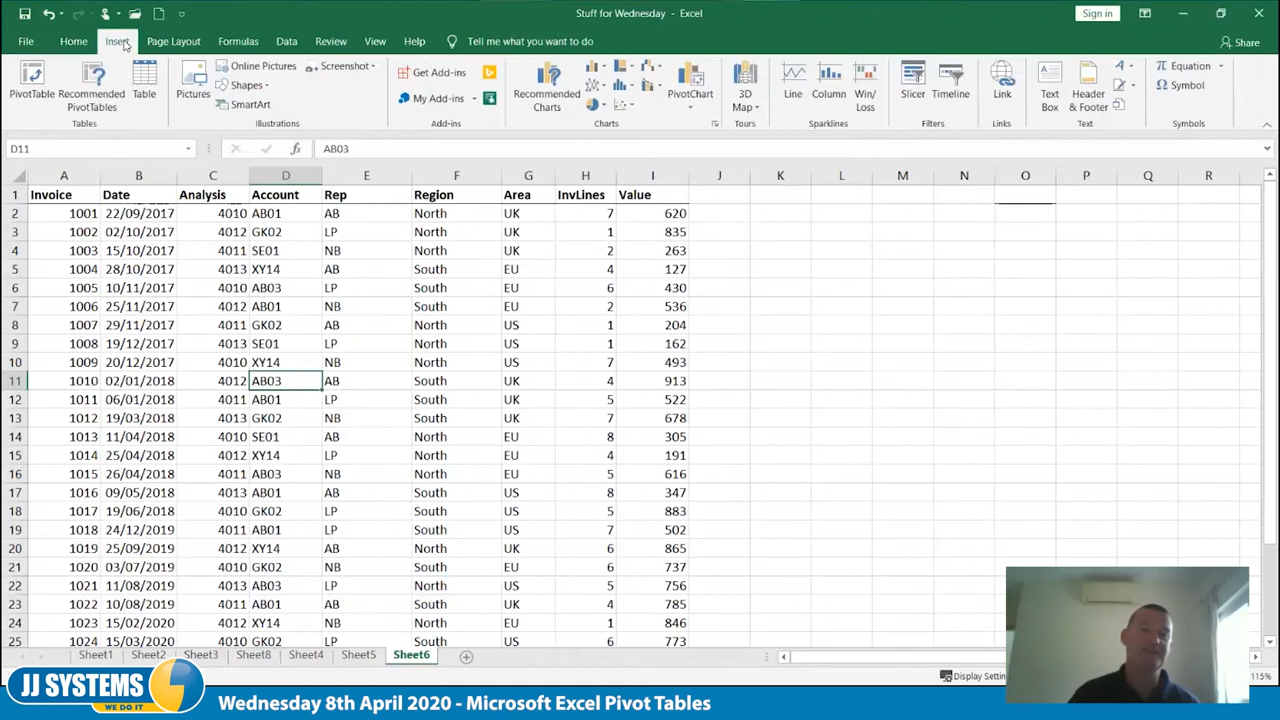 Stuff for Wednesday - Excel
Sign in
File Home Insert Page Layout Formulas Data Review View Help Tell me what you want to do Share
PivotTable Recommended PivotTables Table
Tables
Pictures Online Pictures Shapes SmartArt Screenshot
Illustrations
Get Add-ins
My Add-ins
Add-ins
Recommended Charts PivotChart
Charts
3D Map
Tours
Line Column Win/Loss
Sparklines
Slicer Timeline
Filters
Link
Links
Text Box Header & Footer
Text
Equation
Symbol
Symbols
D11 fx AB03
A B C D E F G H I J K L M N O P Q R
1 Invoice Date Analysis Account Rep Region Area InvLines Value
2 1001 22/09/2017 4010 AB01 AB North UK 7 620
3 1002 02/10/2017 4012 GK02 LP North UK 1 835
4 1003 15/10/2017 4011 SE01 NB North UK 2 263
5 1004 28/10/2017 4013 XY14 AB South EU 4 127
6 1005 10/11/2017 4010 AB03 LP South EU 6 430
7 1006 25/11/2017 4012 AB01 NB South EU 2 536
8 1007 29/11/2017 4011 GK02 AB North US 1 204
9 1008 19/12/2017 4013 SE01 LP North US 1 162
10 1009 20/12/2017 4010 XY14 NB North US 7 493
11 1010 02/01/2018 4012 AB03 AB South UK 4 913
12 1011 06/01/2018 4011 AB01 LP South UK 5 522
13 1012 19/03/2018 4013 GK02 NB South UK 7 678
14 1013 11/04/2018 4010 SE01 AB North EU 8 305
15 1014 25/04/2018 4012 XY14 LP North EU 4 191
16 1015 26/04/2018 4011 AB03 NB North EU 5 616
17 1016 09/05/2018 4013 AB01 AB South US 8 347
18 1017 19/06/2018 4010 GK02 LP South US 5 883
19 1018 24/12/2019 4011 AB01 LP South US 7 502
20 1019 25/09/2019 4012 XY14 AB North UK 6 865
21 1020 03/07/2019 4010 GK02 NB South EU 6 737
22 1021 11/08/2019 4013 AB03 LP North US 5 756
23 1022 10/08/2019 4011 AB01 AB South UK 4 785
24 1023 15/02/2020 4012 XY14 NB North EU 1 846
25 1024 15/03/2020 4010 GK02 LP South US 6 773
Sheet1 Sheet2 Sheet3 Sheet8 Sheet4 Sheet5 Sheet6
115%
JJ SYSTEMS
WE DO IT
Wednesday 8th April 2020 - Microsoft Excel Pivot Tables